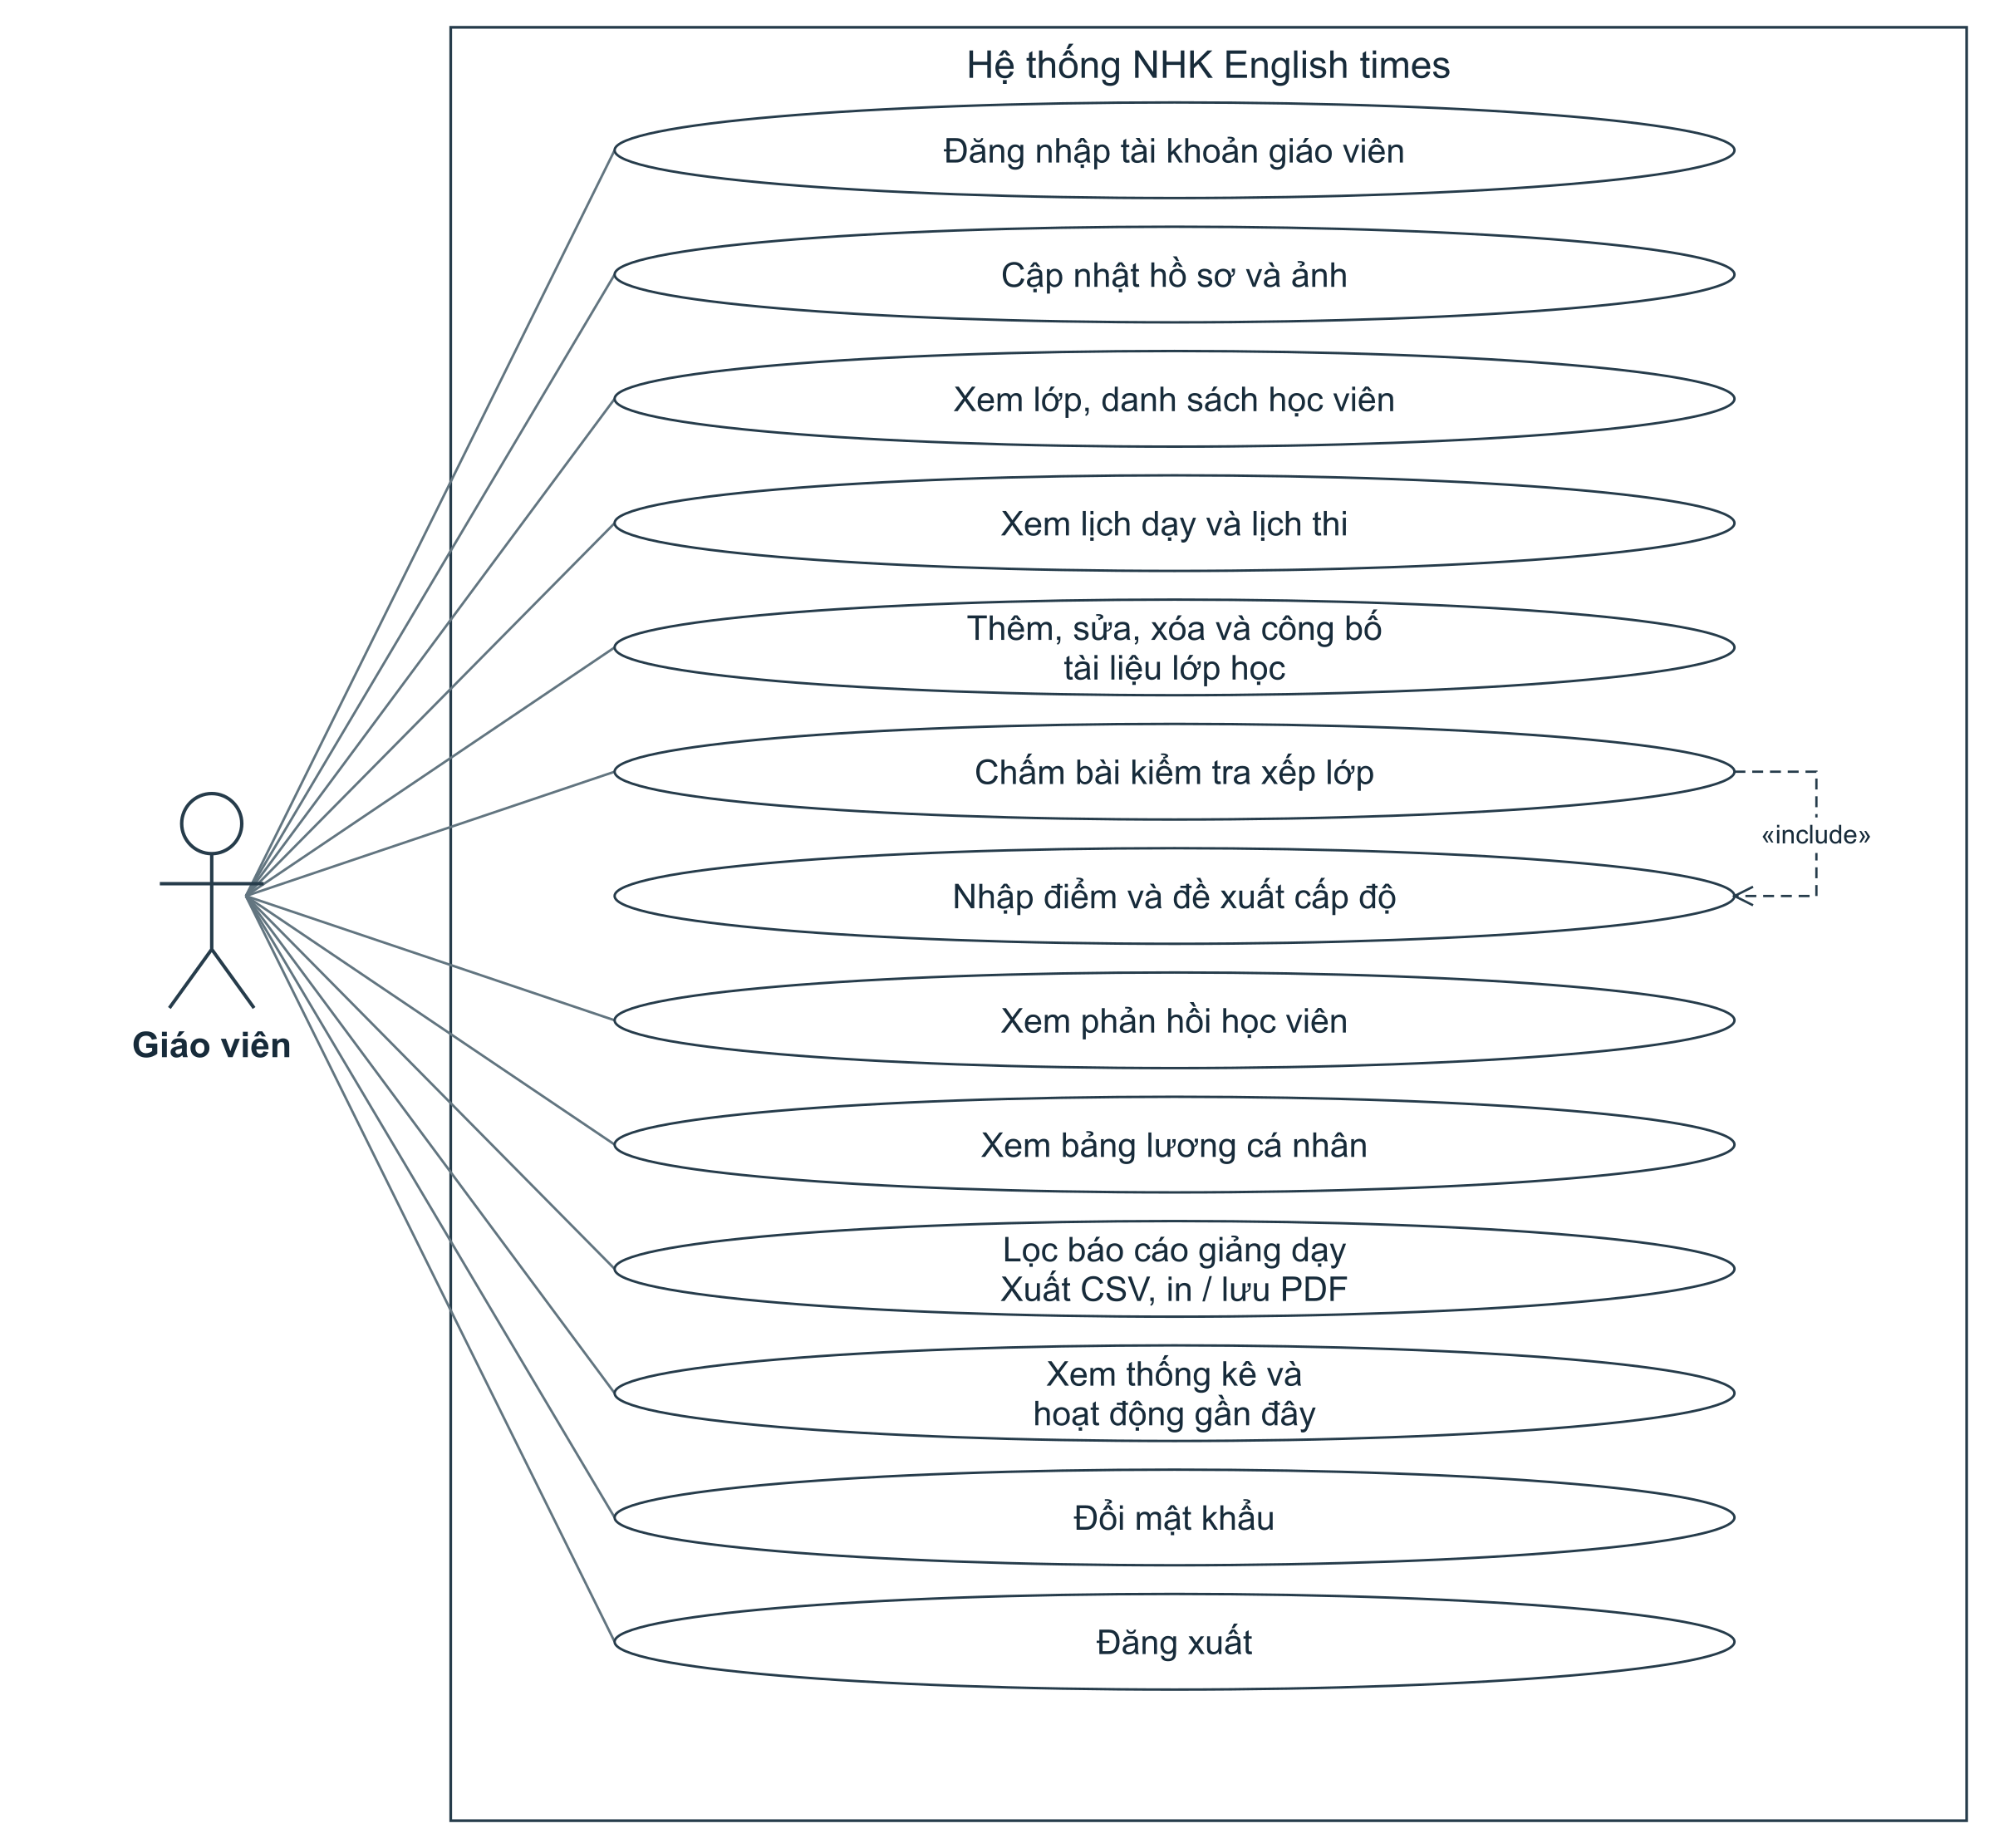 Hệ thống NHK English times
Đăng nhập tài khoản giáo viên
Cập nhật hồ sơ và ảnh
Xem lớp, danh sách học viên
Xem lịch dạy và lịch thi
Thêm, sửa, xóa và công bố
tài liệu lớp học
Chấm bài kiểm tra xếp lớp
«include»
Nhập điểm và đề xuất cấp độ
Xem phản hồi học viên
Giáo viên
Xem bảng lương cá nhân
Lọc báo cáo giảng dạy
Xuất CSV, in / lưu PDF
Xem thống kê và
hoạt động gần đây
Đổi mật khẩu
Đăng xuất